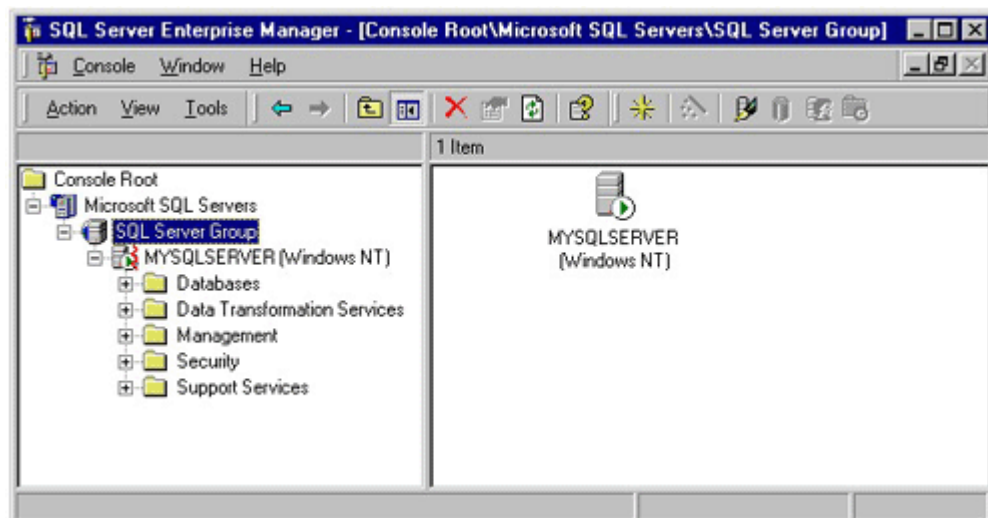 SQL Server Enterprise Manager - [Console Root\Microsoft SQL Servers\SQL Server Group]
Console Window Help
Action View Tools
1 Item
Console Root
Microsoft SQL Servers
SQL Server Group
MYSQLSERVER (Windows NT)
Databases
Data Transformation Services
Management
Security
Support Services
MYSQLSERVER
(Windows NT)